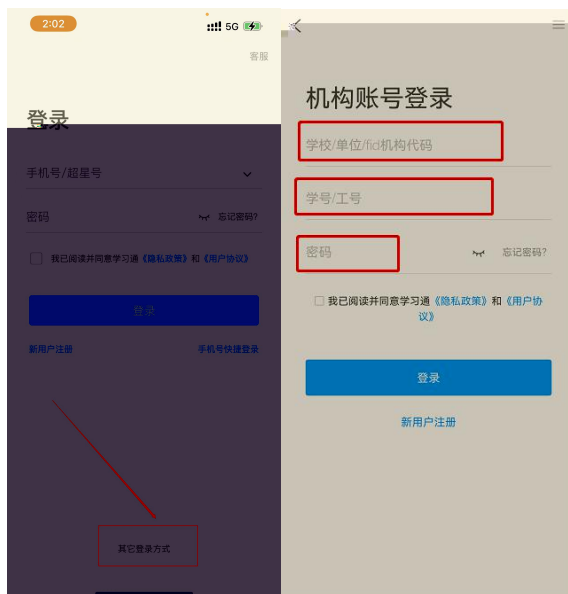 2:02
5G
客服
登录
手机号/超星号
密码
忘记密码?
我已阅读并同意学习通《隐私政策》和《用户协议》
登录
新用户注册
手机号快捷登录
其它登录方式
机构账号登录
学校/单位/fid机构代码
学号/工号
密码
忘记密码?
我已阅读并同意学习通《隐私政策》和《用户协
议》
登录
新用户注册